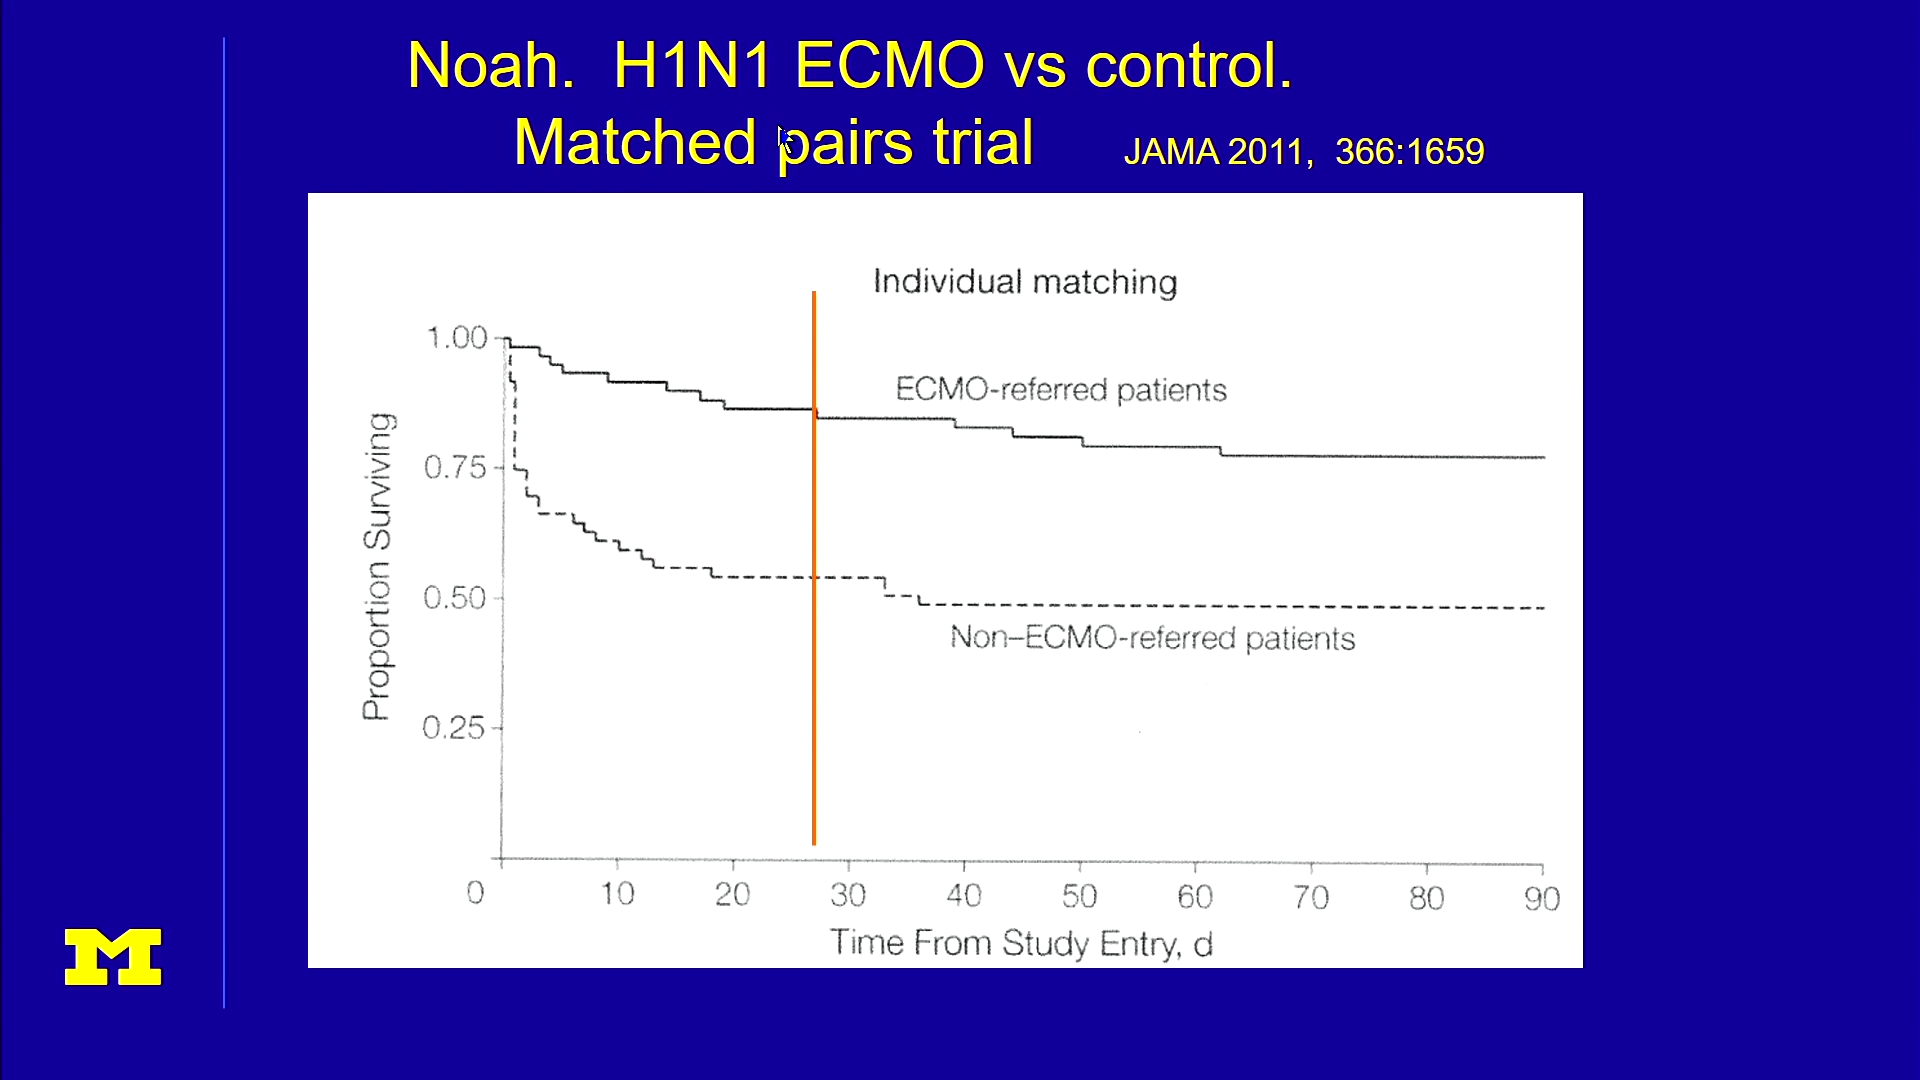 Noah. H1N1 ECMO vs control.
Matched pairs trial JAMA 2011, 366:1659
Individual matching
1.00
ECMO-referred patients
0.75
Proportion Surviving
0.50
Non–ECMO-referred patients
0.25
0 10 20 30 40 50 60 70 80 90
Time From Study Entry, d
M